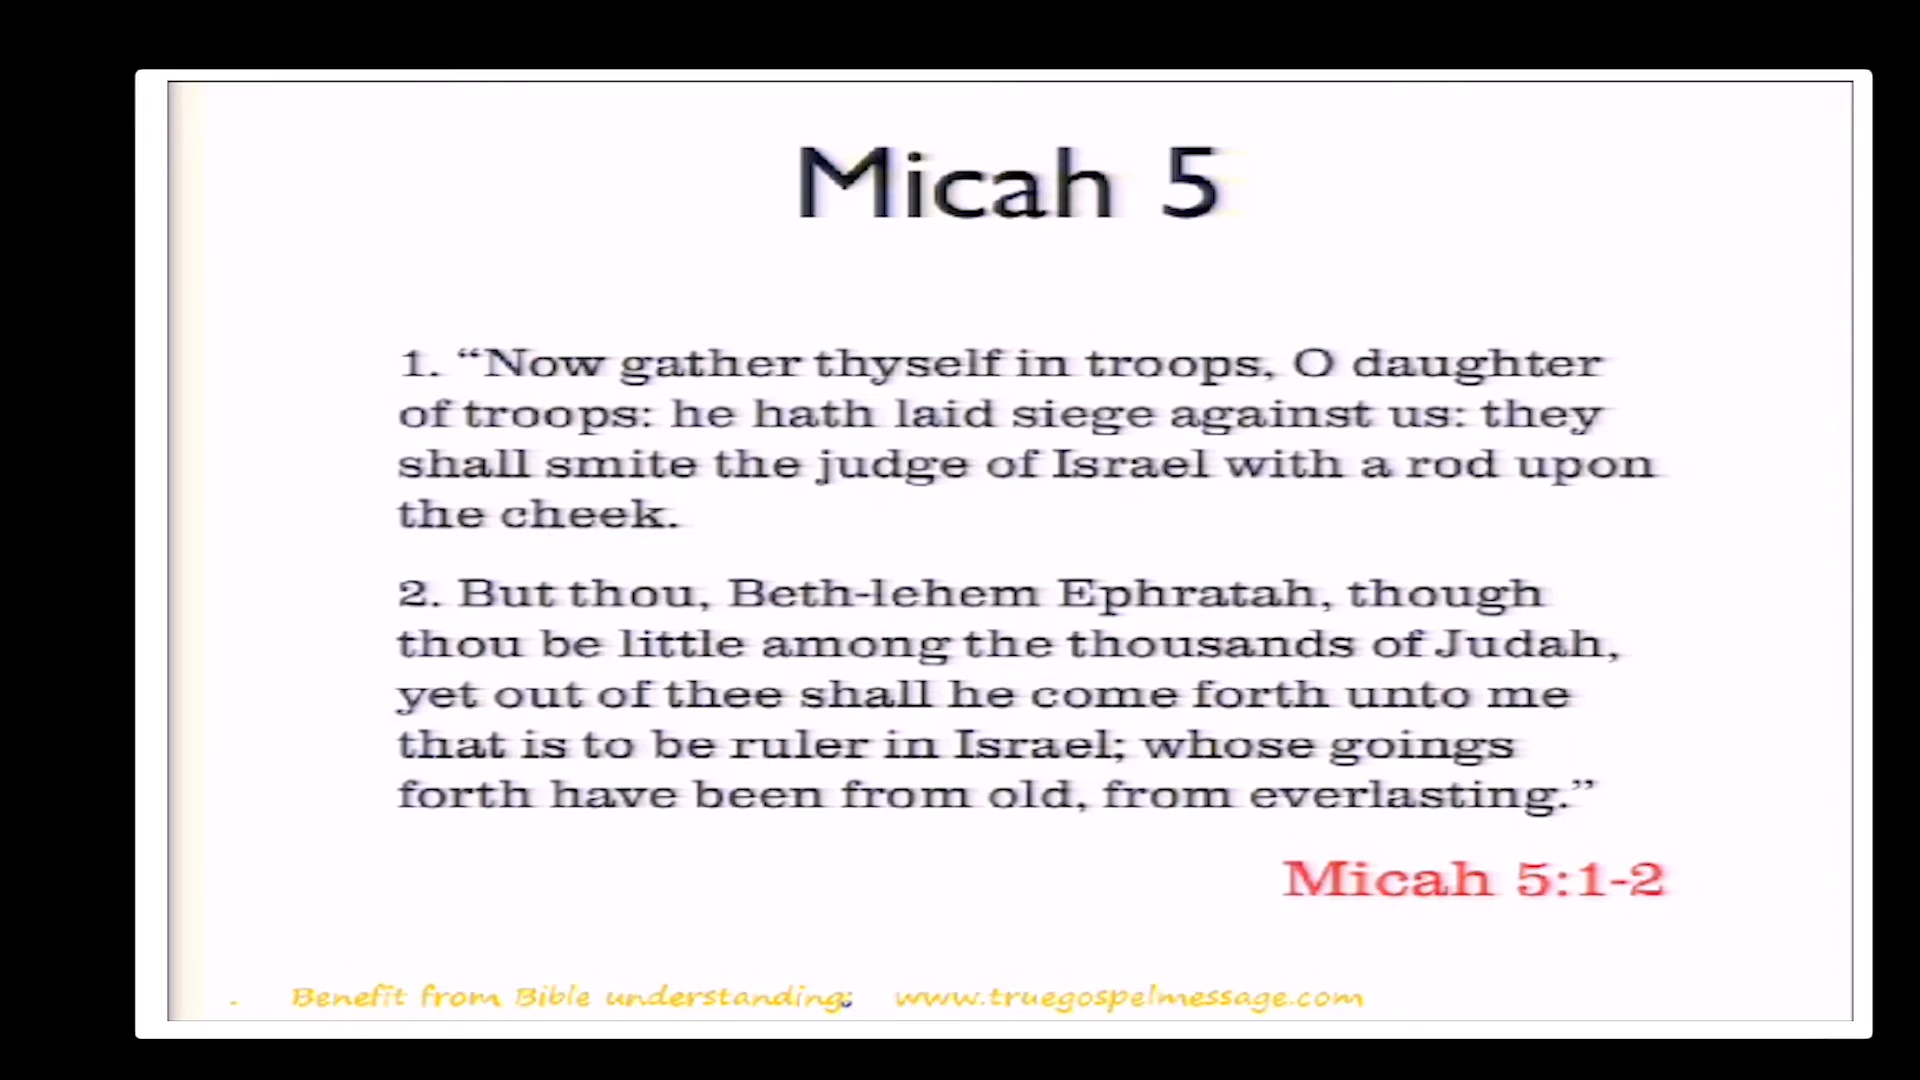 Micah 5
1. “Now gather thyself in troops, O daughter
of troops: he hath laid siege against us: they
shall smite the judge of Israel with a rod upon
the cheek.
2. But thou, Beth-lehem Ephratah, though
thou be little among the thousands of Judah,
yet out of thee shall he come forth unto me
that is to be ruler in Israel; whose goings
forth have been from old, from everlasting.”
Micah 5:1-2
. Benefit from Bible understanding: www.truegospelmessage.com